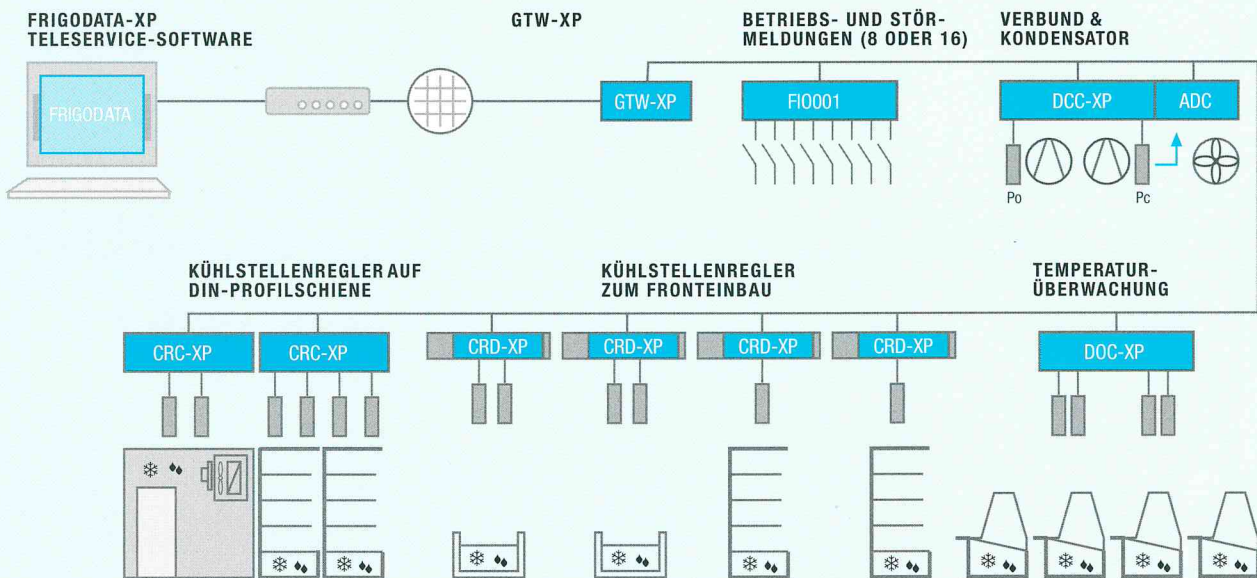 FRIGODATA-XP
TELESERVICE-SOFTWARE
GTW-XP
BETRIEBS- UND STÖR-
MELDUNGEN (8 ODER 16)
VERBUND &
KONDENSATOR
FRIGODATA
GTW-XP
FIO001
DCC-XP
ADC
Po
Pc
KÜHLSTELLENREGLER AUF
DIN-PROFILSCHIENE
KÜHLSTELLENREGLER
ZUM FRONTEINBAU
TEMPERATUR-
ÜBERWACHUNG
CRC-XP
CRC-XP
CRD-XP
CRD-XP
CRD-XP
CRD-XP
DOC-XP